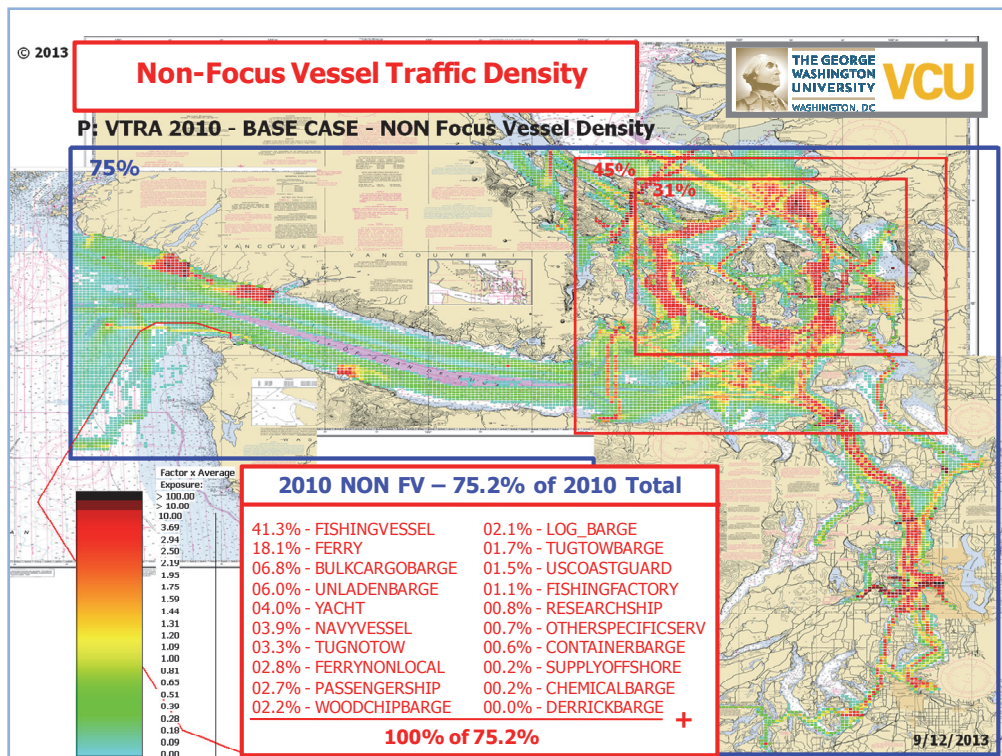 © 2013
Non-Focus Vessel Traffic Density
THE GEORGE
WASHINGTON
UNIVERSITY
WASHINGTON, DC
VCU
P: VTRA 2010 - BASE CASE - NON Focus Vessel Density
75%
45%
31%
VANCOUVER
VANCOUVER
Factor x Average
Exposure:
> 100.00
> 10.00
10.00
3.69
2.94
2.50
2.19
1.95
1.75
1.59
1.44
1.31
1.20
1.09
1.00
0.81
0.65
0.51
0.39
0.28
0.18
0.09
0.00
2010 NON FV – 75.2% of 2010 Total
41.3% - FISHINGVESSEL
18.1% - FERRY
06.8% - BULKCARGOBARGE
06.0% - UNLADENBARGE
04.0% - YACHT
03.9% - NAVYVESSEL
03.3% - TUGNOTOW
02.8% - FERRYNONLOCAL
02.7% - PASSENGERSHIP
02.2% - WOODCHIPBARGE
02.1% - LOG_BARGE
01.7% - TUGTOWBARGE
01.5% - USCOASTGUARD
01.1% - FISHINGFACTORY
00.8% - RESEARCHSHIP
00.7% - OTHERSPECIFICSERV
00.6% - CONTAINERBARGE
00.2% - SUPPLYOFFSHORE
00.2% - CHEMICALBARGE
00.0% - DERRICKBARGE
+
100% of 75.2%
9/12/2013